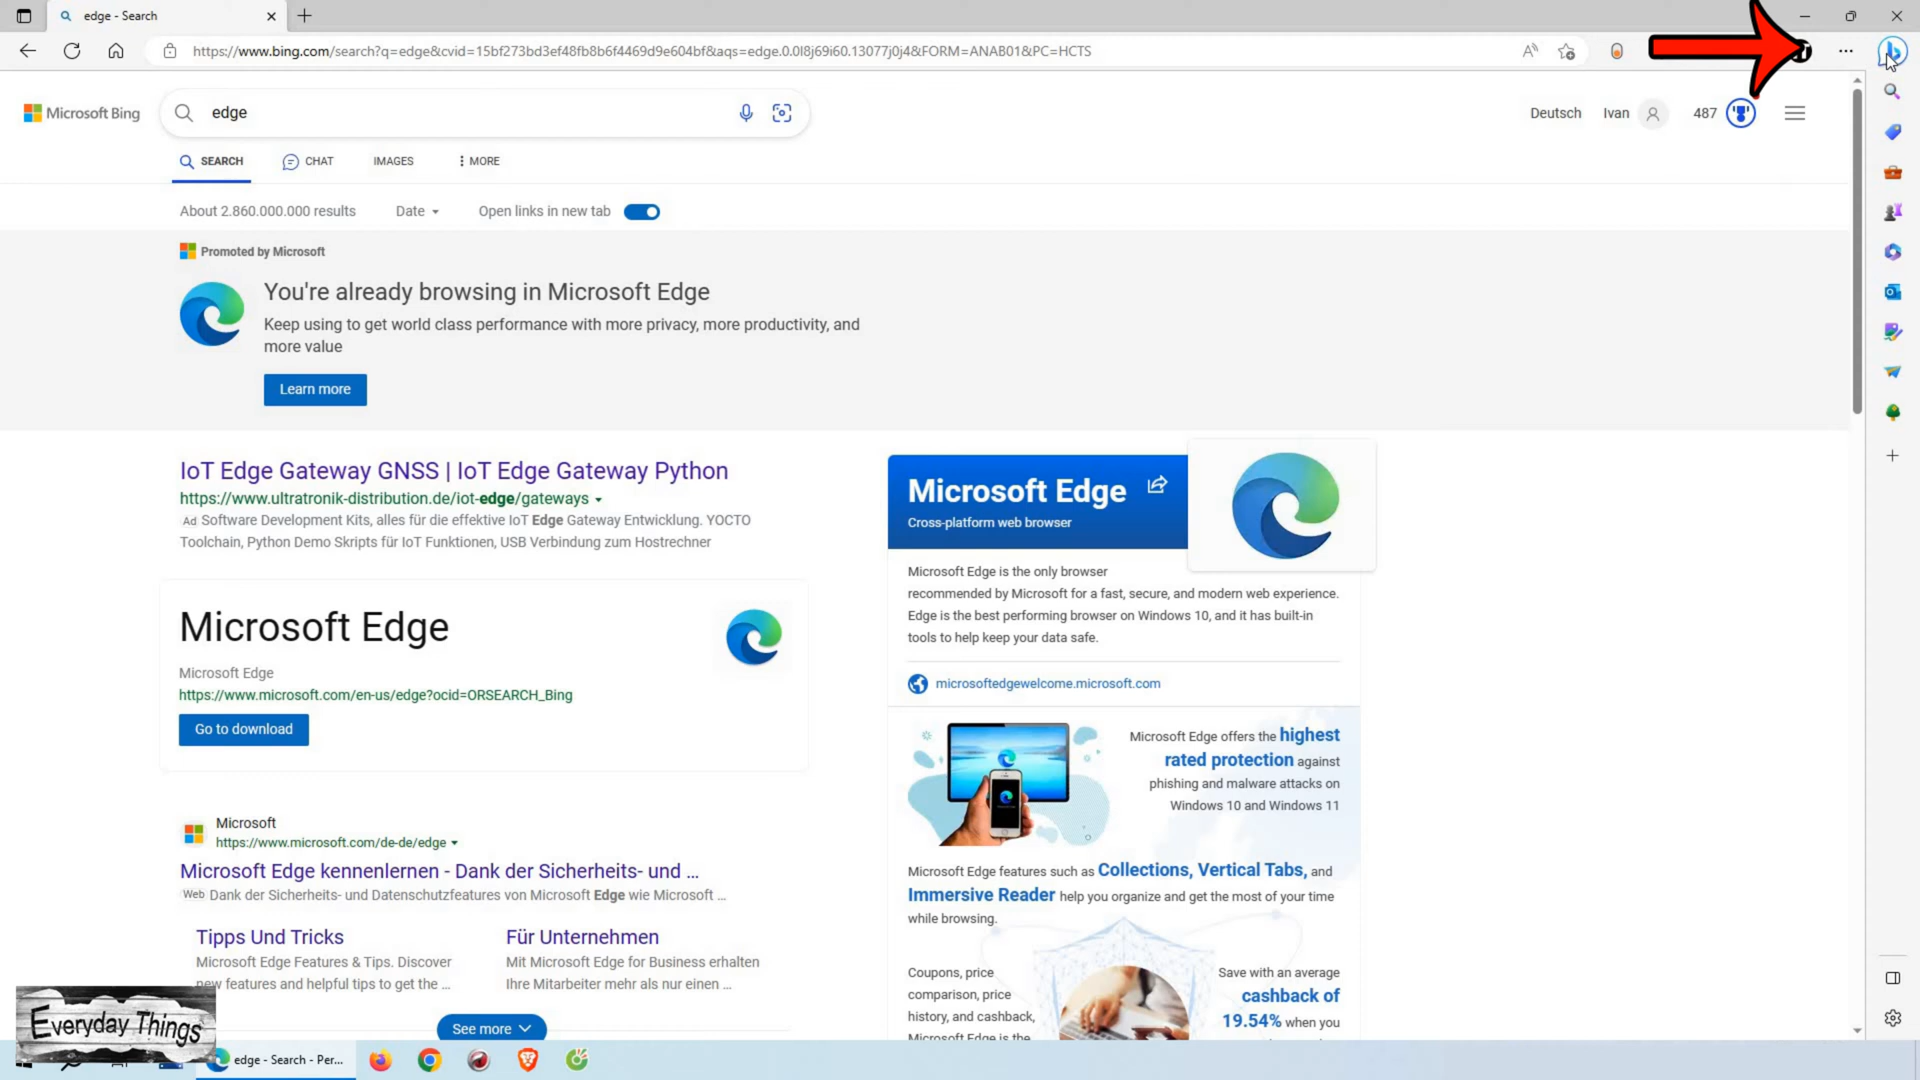 edge - Search
https://www.bing.com/search?q=edge&cvid=15bf273bd3ef48fb8b6f4469d9e604bf&aqs=edge.0.0l8j69i60.13077j0j4&FORM=ANAB01&PC=HCTS
Microsoft Bing
edge
Deutsch
Ivan
487
SEARCH
CHAT
IMAGES
MORE
About 2.860.000.000 results
Date
Open links in new tab
Promoted by Microsoft
You're already browsing in Microsoft Edge
Keep using to get world class performance with more privacy, more productivity, and
more value
Learn more
IoT Edge Gateway GNSS | IoT Edge Gateway Python
https://www.ultratronik-distribution.de/iot-edge/gateways
Ad Software Development Kits, alles für die effektive IoT Edge Gateway Entwicklung. YOCTO
Toolchain, Python Demo Skripts für IoT Funktionen, USB Verbindung zum Hostrechner
Microsoft Edge
Microsoft Edge
https://www.microsoft.com/en-us/edge?ocid=ORSEARCH_Bing
Go to download
Microsoft
https://www.microsoft.com/de-de/edge
Microsoft Edge kennenlernen - Dank der Sicherheits- und ...
Web Dank der Sicherheits- und Datenschutzfeatures von Microsoft Edge wie Microsoft ...
Tipps Und Tricks
Microsoft Edge Features & Tips. Discover
new features and helpful tips to get the ...
Für Unternehmen
Mit Microsoft Edge for Business erhalten
Ihre Mitarbeiter mehr als nur einen ...
See more
Microsoft Edge
Cross-platform web browser
Microsoft Edge is the only browser
recommended by Microsoft for a fast, secure, and modern web experience.
Edge is the best performing browser on Windows 10, and it has built-in
tools to help keep your data safe.
microsoftedgewelcome.microsoft.com
Microsoft Edge offers the highest
rated protection against
phishing and malware attacks on
Windows 10 and Windows 11
Microsoft Edge features such as Collections, Vertical Tabs, and
Immersive Reader help you organize and get the most of your time
while browsing.
Coupons, price
comparison, price
history, and cashback,
Microsoft Edge is the
Save with an average
cashback of
19.54% when you
Everyday Things
edge - Search - Per...